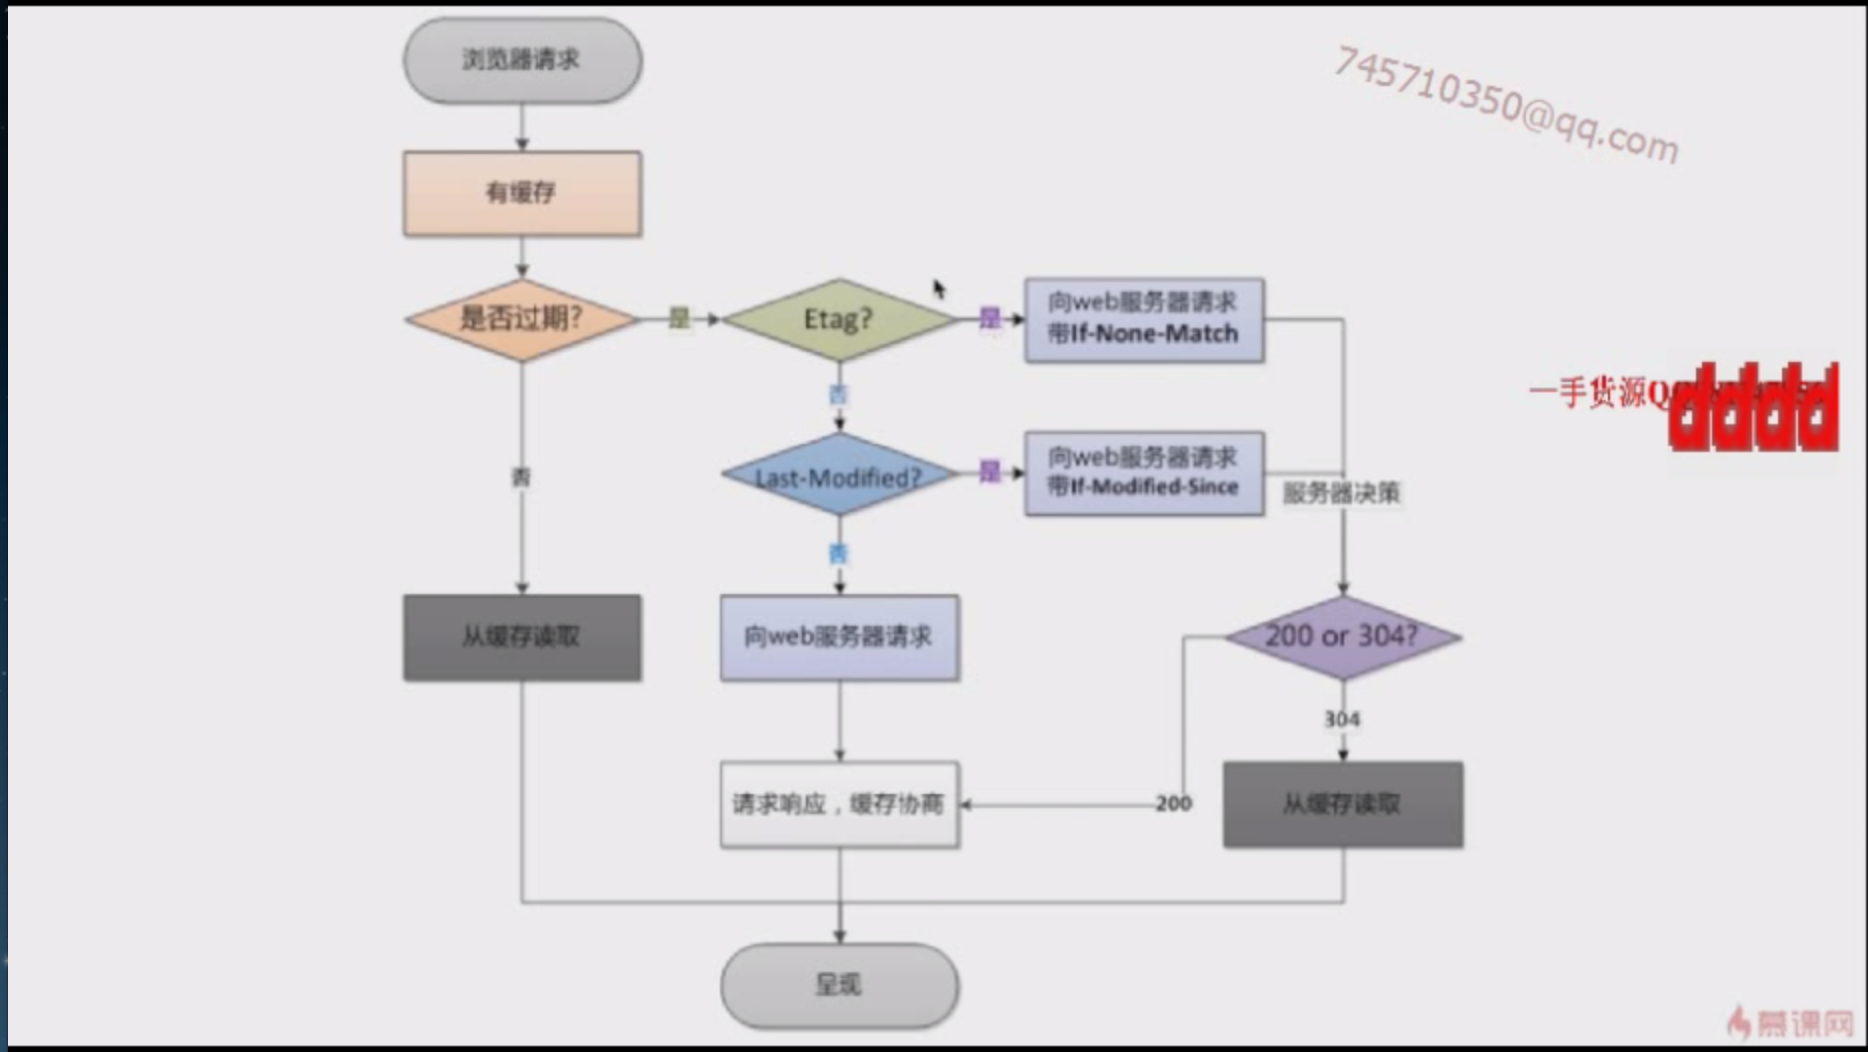 浏览器请求
745710350@qq.com
有缓存
是否过期?
是
Etag?
是
向web服务器请求
带If-None-Match
一手货源Q
否
否
Last-Modified?
是
向web服务器请求
带If-Modified-Since
服务器决策
否
从缓存读取
向web服务器请求
200 or 304?
304
请求响应，缓存协商
200
从缓存读取
呈现
慕课网